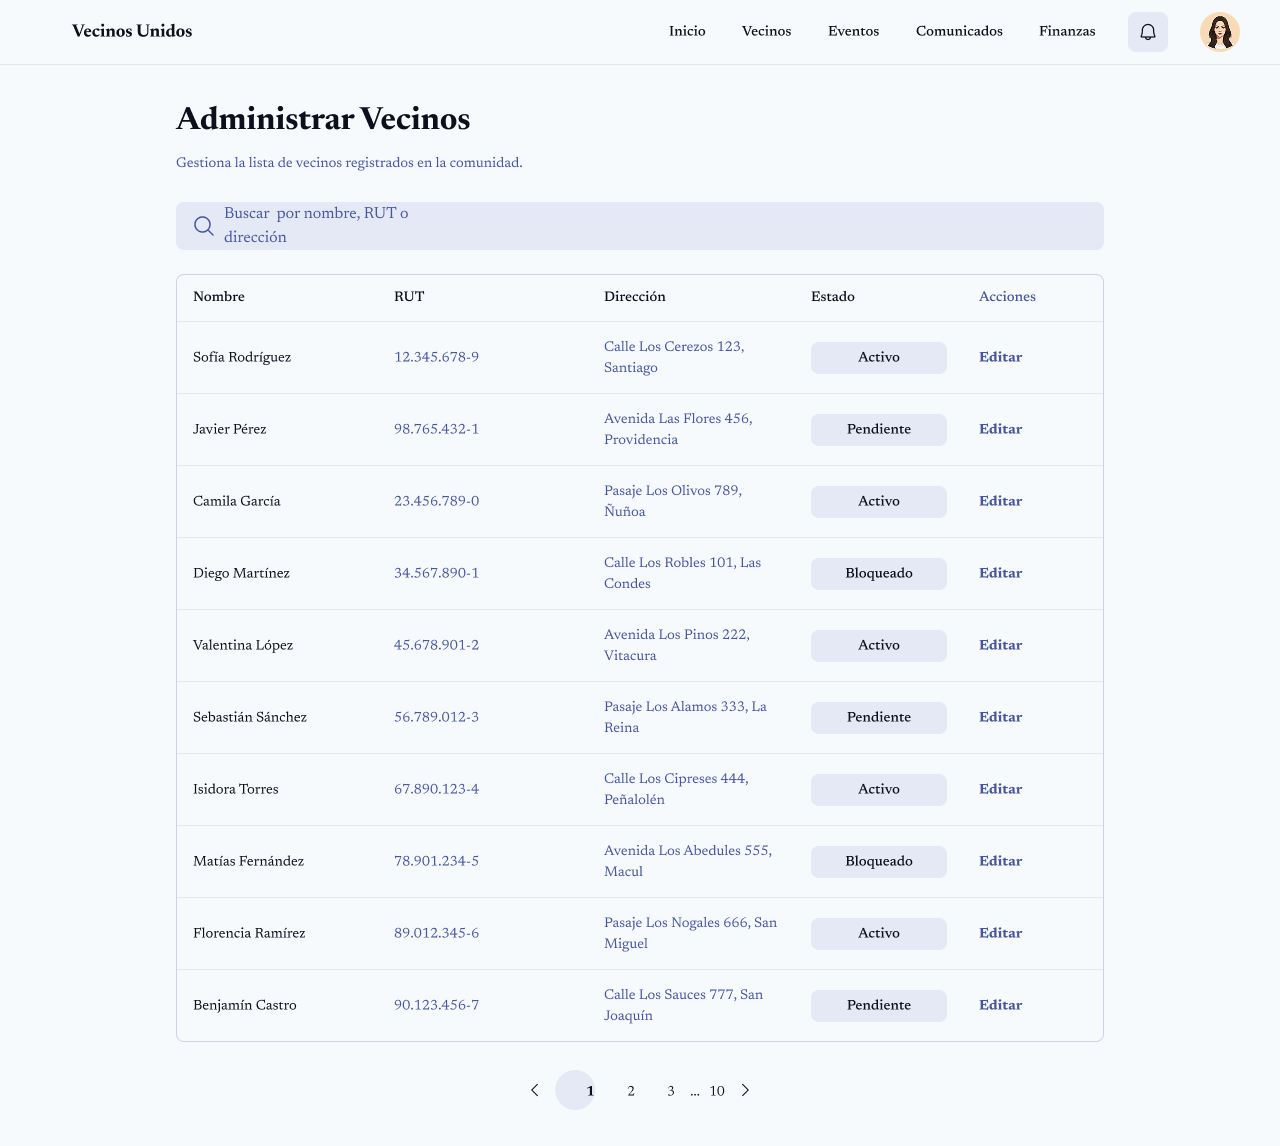 Vecinos Unidos
Inicio Vecinos Eventos Comunicados Finanzas
Administrar Vecinos
Gestiona la lista de vecinos registrados en la comunidad.
Buscar  por nombre, RUT o
dirección
Nombre RUT Dirección Estado Acciones
Sofía Rodríguez 12.345.678-9 Calle Los Cerezos 123, Santiago Activo Editar
Javier Pérez 98.765.432-1 Avenida Las Flores 456, Providencia Pendiente Editar
Camila García 23.456.789-0 Pasaje Los Olivos 789, Ñuñoa Activo Editar
Diego Martínez 34.567.890-1 Calle Los Robles 101, Las Condes Bloqueado Editar
Valentina López 45.678.901-2 Avenida Los Pinos 222, Vitacura Activo Editar
Sebastián Sánchez 56.789.012-3 Pasaje Los Alamos 333, La Reina Pendiente Editar
Isidora Torres 67.890.123-4 Calle Los Cipreses 444, Peñalolén Activo Editar
Matías Fernández 78.901.234-5 Avenida Los Abedules 555, Macul Bloqueado Editar
Florencia Ramírez 89.012.345-6 Pasaje Los Nogales 666, San Miguel Activo Editar
Benjamín Castro 90.123.456-7 Calle Los Sauces 777, San Joaquín Pendiente Editar
1 2 3 ... 10